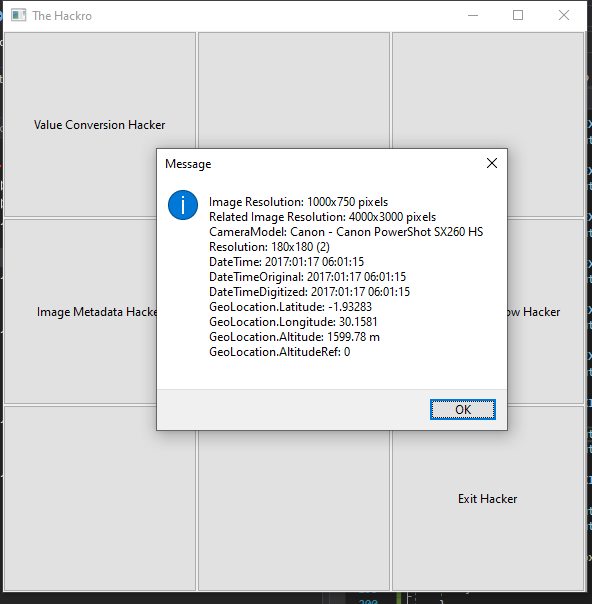 The Hackro
Value Conversion Hacker
Message
Image Resolution: 1000x750 pixels
Related Image Resolution: 4000x3000 pixels
CameraModel: Canon - Canon PowerShot SX260 HS
Resolution: 180x180 (2)
DateTime: 2017:01:17 06:01:15
DateTimeOriginal: 2017:01:17 06:01:15
DateTimeDigitized: 2017:01:17 06:01:15
GeoLocation.Latitude: -1.93283
GeoLocation.Longitude: 30.1581
GeoLocation.Altitude: 1599.78 m
GeoLocation.AltitudeRef: 0
OK
Image Metadata Hacke
ow Hacker
Exit Hacker